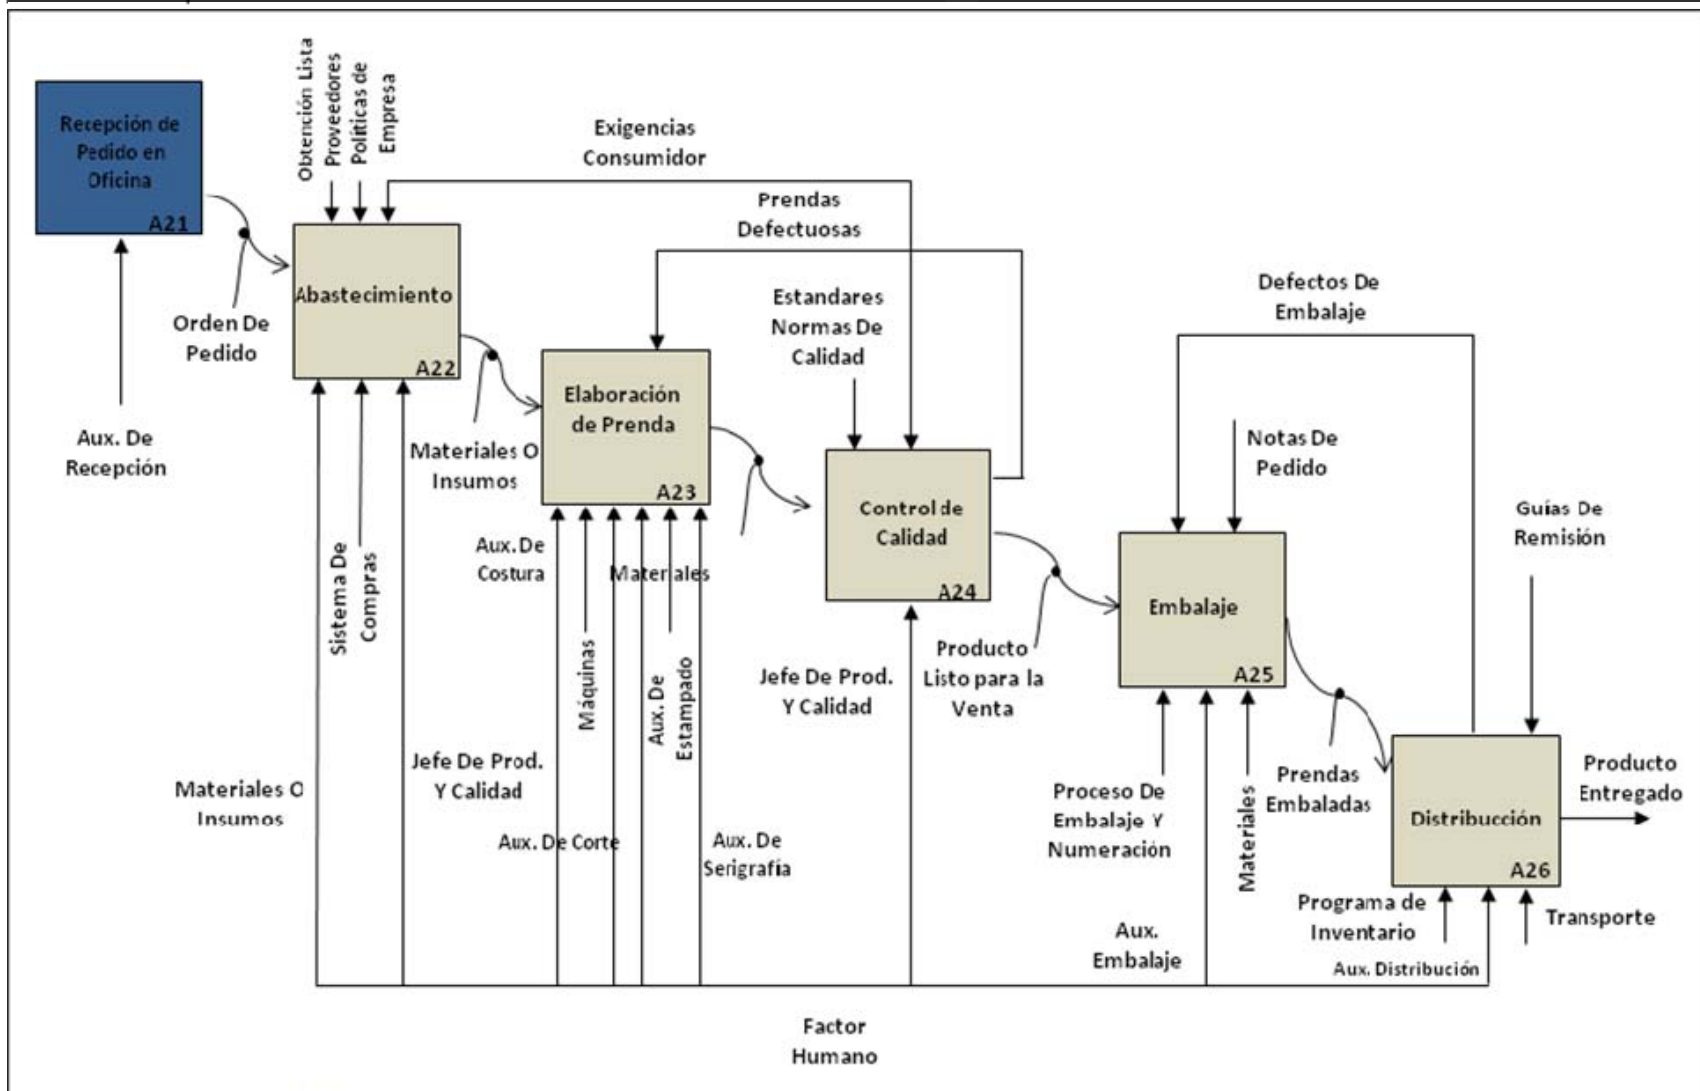 Obtención Lista
Proveedores
Políticas de
Empresa
Recepción de
Pedido en
Oficina
A21
Exigencias
Consumidor
Prendas
Defectuosas
Abastecimiento
A22
Orden De
Pedido
Estandares
Normas De
Calidad
Defectos De
Embalaje
Aux. De
Recepción
Materiales O
Insumos
Elaboración
de Prenda
A23
Notas De
Pedido
Control de
Calidad
A24
Guías De
Remisión
Sistema De
Compras
Aux. De
Costura
Materiales
Máquinas
Aux. De
Estampado
Embalaje
A25
Jefe De Prod.
Y Calidad
Producto
Listo para la
Venta
Materiales O
Insumos
Jefe De Prod.
Y Calidad
Aux. De Corte
Aux. De
Serigrafía
Proceso De
Embalaje Y
Numeración
Materiales
Prendas
Embaladas
Distribucción
A26
Producto
Entregado
Programa de
Inventario
Transporte
Aux.
Embalaje
Aux. Distribución
Factor
Humano